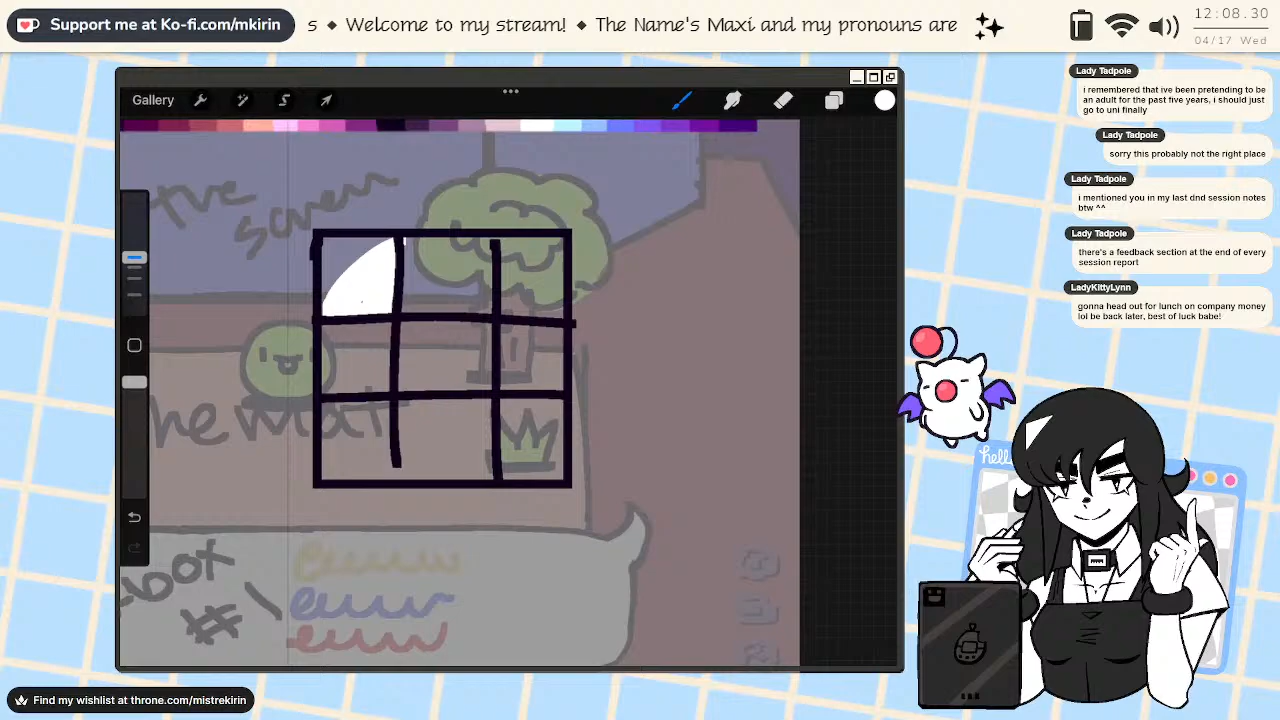 Support me at Ko-fi.com/mkirin
s ◆ Welcome to my stream! ◆ The Name's Maxi and my pronouns are
12:08.30
04/17 Wed
Gallery
Lady Tadpole
i remembered that ive been pretending to be
an adult for the past five years, i should just
go to uni finally
Lady Tadpole
sorry this probably not the right place
Lady Tadpole
i mentioned you in my last dnd session notes
btw ^^
Lady Tadpole
there's a feedback section at the end of every
session report
LadyKittyLynn
gonna head out for lunch on company money
lol be back later, best of luck babe!
screen
box
#1
Find my wishlist at throne.com/mistrekirin